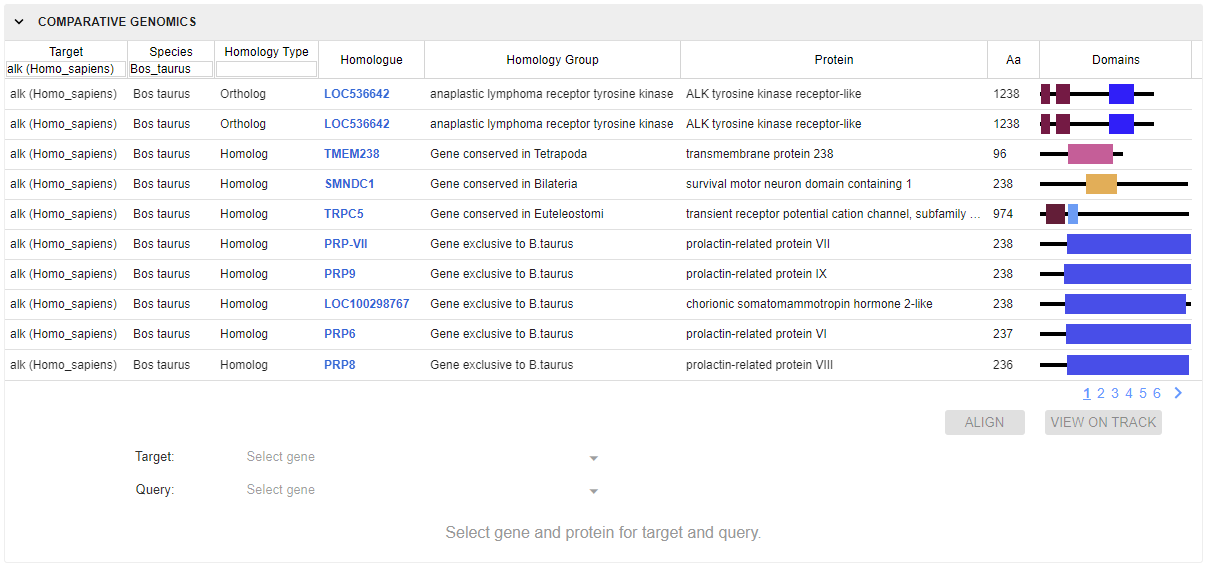 COMPARATIVE GENOMICS
Target Species Homology Type Homologue Homology Group Protein Aa Domains
alk (Homo_sapiens) Bos_taurus
alk (Homo_sapiens) Bos taurus Ortholog LOC536642 anaplastic lymphoma receptor tyrosine kinase ALK tyrosine kinase receptor-like 1238
alk (Homo_sapiens) Bos taurus Ortholog LOC536642 anaplastic lymphoma receptor tyrosine kinase ALK tyrosine kinase receptor-like 1238
alk (Homo_sapiens) Bos taurus Homolog TMEM238 Gene conserved in Tetrapoda transmembrane protein 238 96
alk (Homo_sapiens) Bos taurus Homolog SMNDC1 Gene conserved in Bilateria survival motor neuron domain containing 1 238
alk (Homo_sapiens) Bos taurus Homolog TRPC5 Gene conserved in Euteleostomi transient receptor potential cation channel, subfamily ... 974
alk (Homo_sapiens) Bos taurus Homolog PRP-VII Gene exclusive to B.taurus prolactin-related protein VII 238
alk (Homo_sapiens) Bos taurus Homolog PRP9 Gene exclusive to B.taurus prolactin-related protein IX 238
alk (Homo_sapiens) Bos taurus Homolog LOC100298767 Gene exclusive to B.taurus chorionic somatomammotropin hormone 2-like 238
alk (Homo_sapiens) Bos taurus Homolog PRP6 Gene exclusive to B.taurus prolactin-related protein VI 237
alk (Homo_sapiens) Bos taurus Homolog PRP8 Gene exclusive to B.taurus prolactin-related protein VIII 236
1 2 3 4 5 6
ALIGN VIEW ON TRACK
Target: Select gene
Query: Select gene
Select gene and protein for target and query.